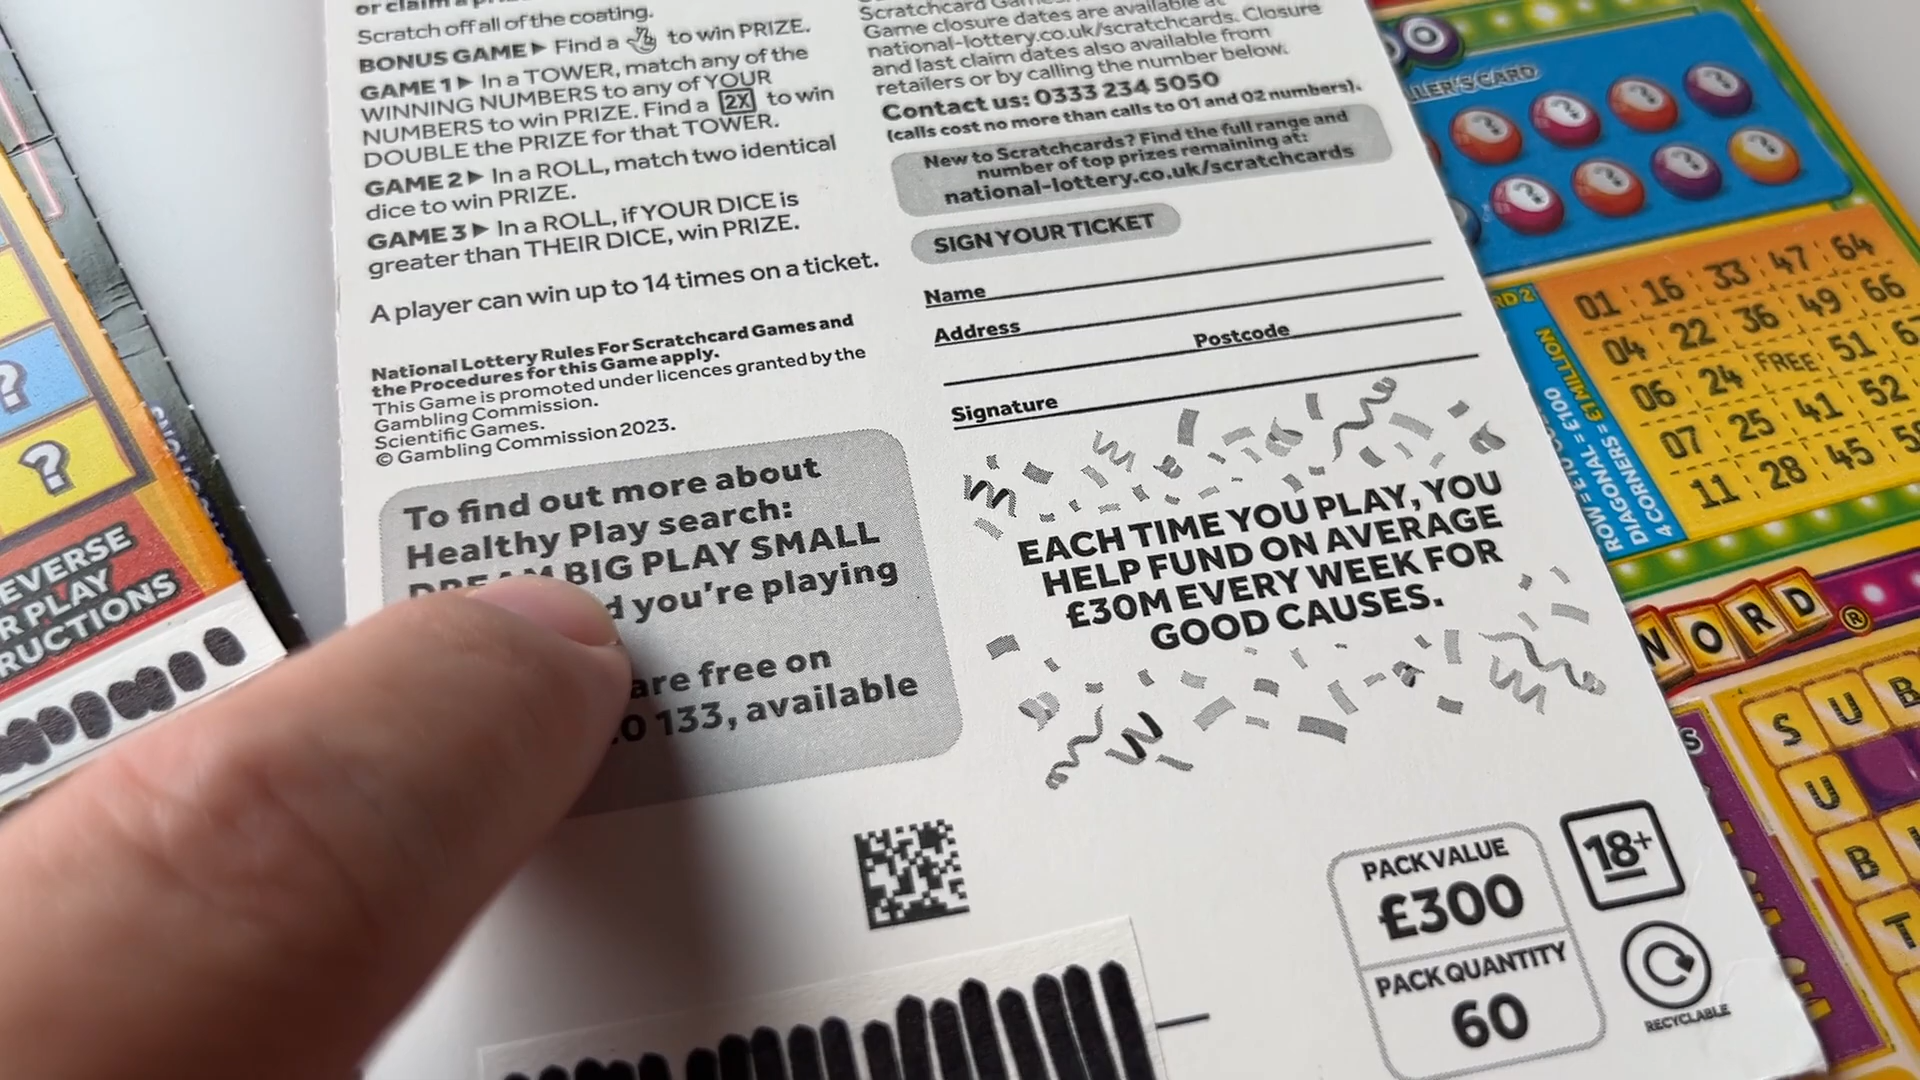 Scratch off all of the coating.
BONUS GAME ▶ Find a to win PRIZE.
GAME 1 ▶ In a TOWER, match any of the
WINNING NUMBERS to any of YOUR
NUMBERS to win PRIZE. Find a 2X to win
DOUBLE the PRIZE for that TOWER.
GAME 2 ▶ In a ROLL, match two identical
dice to win PRIZE.
GAME 3 ▶ In a ROLL, if YOUR DICE is
greater than THEIR DICE, win PRIZE.
A player can win up to 14 times on a ticket.
National Lottery Rules For Scratchcard Games and
the Procedures for this Game apply.
This Game is promoted under licences granted by the
Gambling Commission.
Scientific Games.
© Gambling Commission 2023.
To find out more about
Healthy Play search:
DREAM BIG PLAY SMALL
you're playing
are free on
133, available
Game closure dates are available at
national-lottery.co.uk/scratchcards. Closure
and last claim dates also available from
retailers or by calling the number below.
Contact us: 0333 234 5050
(calls cost no more than calls to 01 and 02 numbers).
New to Scratchcards? Find the full range and
number of top prizes remaining at:
national-lottery.co.uk/scratchcards
SIGN YOUR TICKET
Name
Address
Postcode
Signature
EACH TIME YOU PLAY, YOU
HELP FUND ON AVERAGE
£30M EVERY WEEK FOR
GOOD CAUSES.
PACK VALUE
£300
PACK QUANTITY
60
18+
RECYCLABLE
?
?
PLAY
CARD
01 16 33 47 64
04 22 36 49 66
06 24 FREE 51
07 25 41 52
11 28 45
DIAGONAL = £100
4 CORNERS = £1 MILLION
S U B
U
B
T